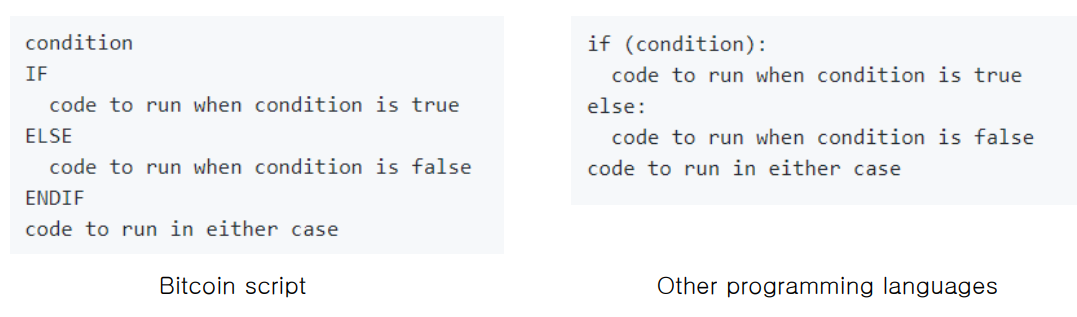 condition
IF
  code to run when condition is true
ELSE
  code to run when condition is false
ENDIF
code to run in either case
Bitcoin script
if (condition):
  code to run when condition is true
else:
  code to run when condition is false
code to run in either case
Other programming languages